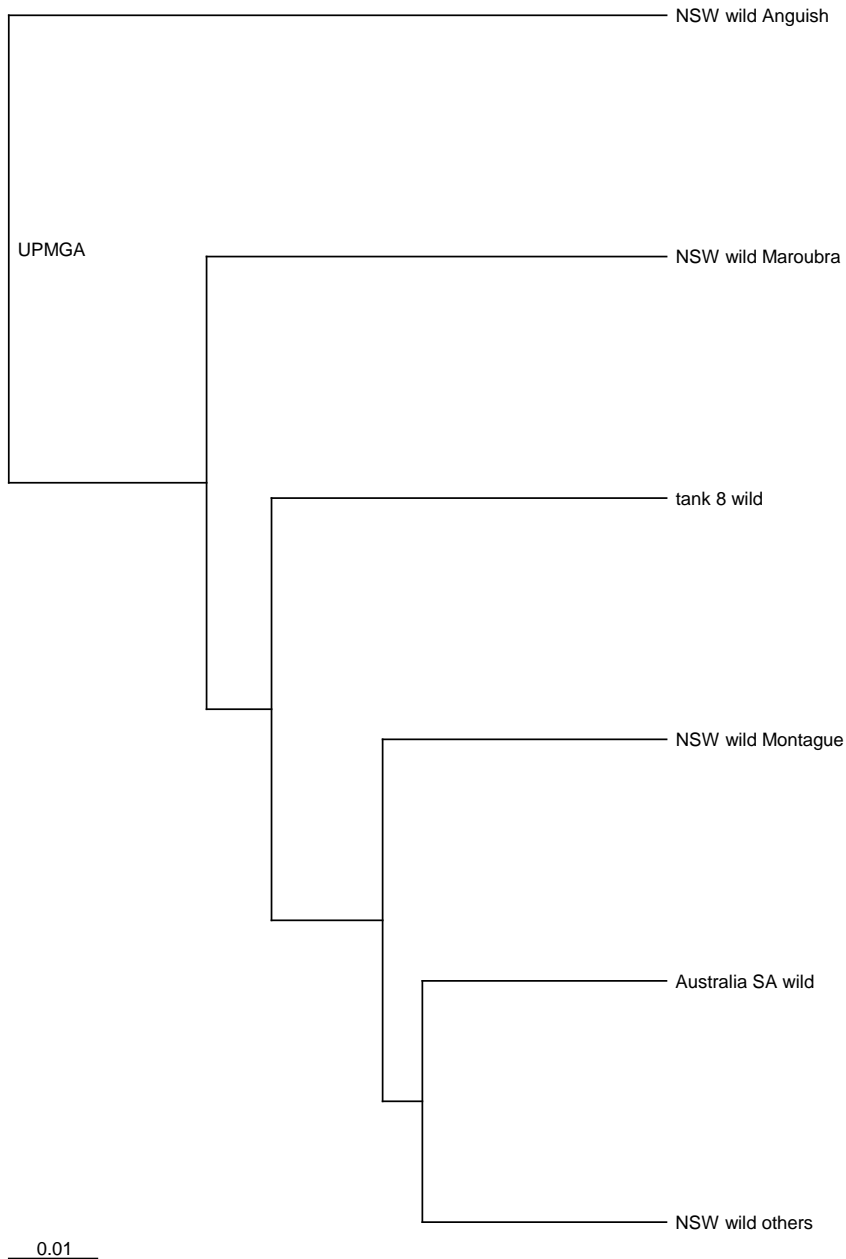 NSW wild Anguish
UPMGA
NSW wild Maroubra
tank 8 wild
NSW wild Montague
Australia SA wild
NSW wild others
0.01